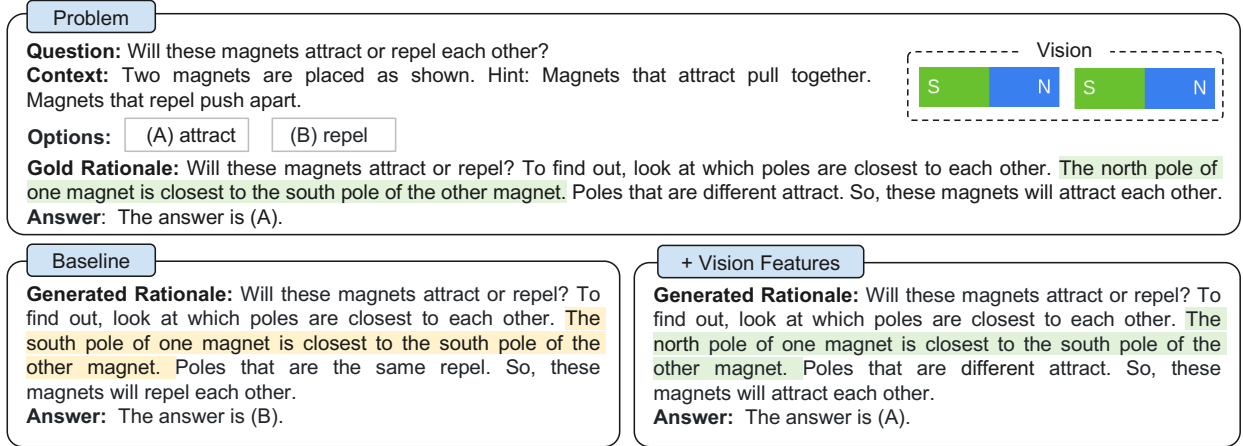 Problem
Question: Will these magnets attract or repel each other?
Context: Two magnets are placed as shown. Hint: Magnets that attract pull together.
Magnets that repel push apart.
Vision
S N S N
Options: (A) attract (B) repel
Gold Rationale: Will these magnets attract or repel? To find out, look at which poles are closest to each other. The north pole of
one magnet is closest to the south pole of the other magnet. Poles that are different attract. So, these magnets will attract each other.
Answer: The answer is (A).
Baseline
Generated Rationale: Will these magnets attract or repel? To
find out, look at which poles are closest to each other. The
south pole of one magnet is closest to the south pole of the
other magnet. Poles that are the same repel. So, these
magnets will repel each other.
Answer: The answer is (B).
+ Vision Features
Generated Rationale: Will these magnets attract or repel? To
find out, look at which poles are closest to each other. The
north pole of one magnet is closest to the south pole of the
other magnet. Poles that are different attract. So, these
magnets will attract each other.
Answer: The answer is (A).